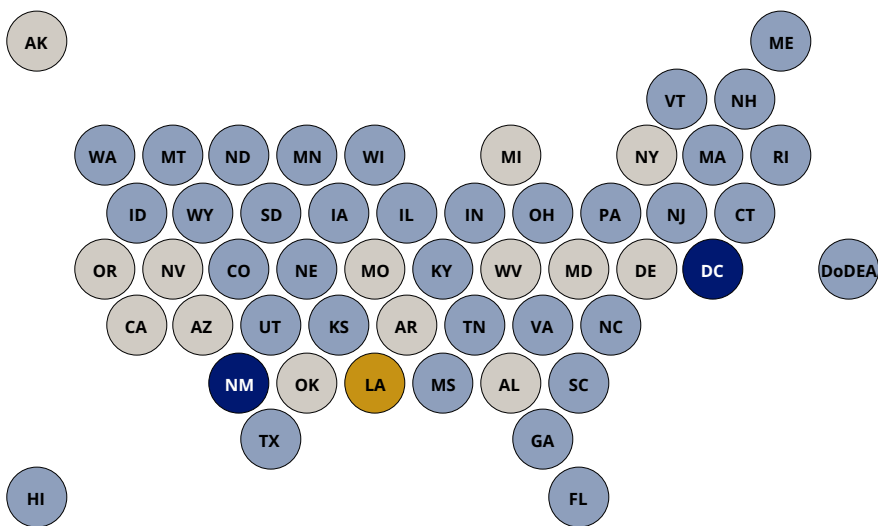 AK ME
VT NH
WA MT ND MN WI MI NY MA RI
ID WY SD IA IL IN OH PA NJ CT
OR NV CO NE MO KY WV MD DE DC DoDEA
CA AZ UT KS AR TN VA NC
NM OK LA MS AL SC
TX GA
HI FL